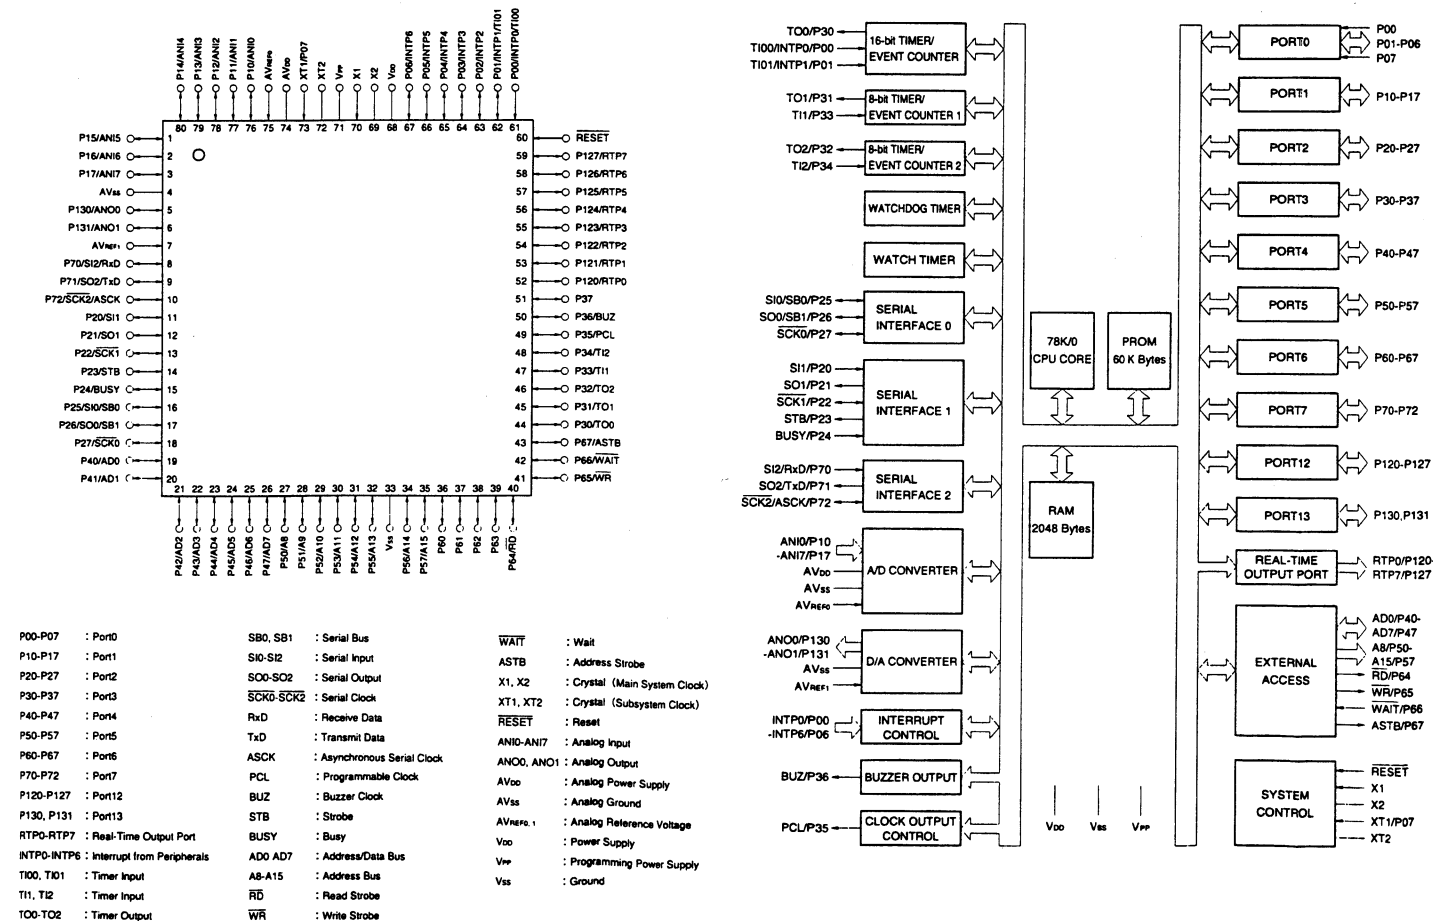 P14/ANI4
P13/ANI3
P12/ANI2
P11/ANI1
P10/ANI0
AVREF0
AVDD
XT1/P07
XT2
VPP
X1
X2
VDD
P06/INTP6
P05/INTP5
P04/INTP4
P03/INTP3
P02/INTP2
P01/INTP1/TI01
P00/INTP0/TI00
80 79 78 77 76 75 74 73 72 71 70 69 68 67 66 65 64 63 62 61
P15/ANI5 1
P16/ANI6 2
P17/ANI7 3
AVss 4
P130/ANO0 5
P131/ANO1 6
AVREF1 7
P70/SI2/RxD 8
P71/SO2/TxD 9
P72/SCK2/ASCK 10
P20/SI1 11
P21/SO1 12
P22/SCK1 13
P23/STB 14
P24/BUSY 15
P25/SI0/SB0 16
P26/SO0/SB1 17
P27/SCK0 18
P40/AD0 19
P41/AD1 20
60 RESET
59 P127/RTP7
58 P126/RTP6
57 P125/RTP5
56 P124/RTP4
55 P123/RTP3
54 P122/RTP2
53 P121/RTP1
52 P120/RTP0
51 P37
50 P36/BUZ
49 P35/PCL
48 P34/TI2
47 P33/TI1
46 P32/TO2
45 P31/TO1
44 P30/TO0
43 P67/ASTB
42 P66/WAIT
41 P65/WR
21 22 23 24 25 26 27 28 29 30 31 32 33 34 35 36 37 38 39 40
P42/AD2
P43/AD3
P44/AD4
P45/AD5
P46/AD6
P47/AD7
P50/A8
P51/A9
P52/A10
P53/A11
P54/A12
P55/A13
Vss
P56/A14
P57/A15
P60
P61
P62
P63
P64/RD
P00-P07 : Port0
P10-P17 : Port1
P20-P27 : Port2
P30-P37 : Port3
P40-P47 : Port4
P50-P57 : Port5
P60-P67 : Port6
P70-P72 : Port7
P120-P127 : Port12
P130, P131 : Port13
RTP0-RTP7 : Real-Time Output Port
INTP0-INTP6 : Interrupt from Peripherals
TI00, TI01 : Timer Input
TI1, TI2 : Timer Input
TO0-TO2 : Timer Output
SB0, SB1 : Serial Bus
SI0-SI2 : Serial Input
SO0-SO2 : Serial Output
SCK0-SCK2 : Serial Clock
RxD : Receive Data
TxD : Transmit Data
ASCK : Asynchronous Serial Clock
PCL : Programmable Clock
BUZ : Buzzer Clock
STB : Strobe
BUSY : Busy
AD0 AD7 : Address/Data Bus
A8-A15 : Address Bus
RD : Read Strobe
WR : Write Strobe
WAIT : Wait
ASTB : Address Strobe
X1, X2 : Crystal (Main System Clock)
XT1, XT2 : Crystal (Subsystem Clock)
RESET : Reset
ANI0-ANI7 : Analog Input
ANO0, ANO1 : Analog Output
AVDD : Analog Power Supply
AVss : Analog Ground
AVREF0, 1 : Analog Reference Voltage
VDD : Power Supply
VPP : Programming Power Supply
Vss : Ground
TO0/P30
TI00/INTP0/P00
TI01/INTP1/P01
16-bit TIMER/
EVENT COUNTER
TO1/P31
TI1/P33
8-bit TIMER/
EVENT COUNTER 1
TO2/P32
TI2/P34
8-bit TIMER/
EVENT COUNTER 2
WATCHDOG TIMER
WATCH TIMER
SI0/SB0/P25
SO0/SB1/P26
SCK0/P27
SERIAL
INTERFACE 0
SI1/P20
SO1/P21
SCK1/P22
STB/P23
BUSY/P24
SERIAL
INTERFACE 1
SI2/RxD/P70
SO2/TxD/P71
SCK2/ASCK/P72
SERIAL
INTERFACE 2
ANI0/P10
-ANI7/P17
AVDD
AVSS
AVREF0
A/D CONVERTER
ANO0/P130
-ANO1/P131
AVSS
AVREF1
D/A CONVERTER
INTP0/P00
-INTP6/P06
INTERRUPT
CONTROL
BUZ/P36
BUZZER OUTPUT
PCL/P35
CLOCK OUTPUT
CONTROL
78K/0
CPU CORE
PROM
60 K Bytes
RAM
2048 Bytes
VDD
VSS
VPP
PORT0
P00
P01-P06
P07
PORT1
P10-P17
PORT2
P20-P27
PORT3
P30-P37
PORT4
P40-P47
PORT5
P50-P57
PORT6
P60-P67
PORT7
P70-P72
PORT12
P120-P127
PORT13
P130,P131
REAL-TIME
OUTPUT PORT
RTP0/P120-
RTP7/P127
EXTERNAL
ACCESS
AD0/P40-
AD7/P47
A8/P50-
A15/P57
RD/P64
WR/P65
WAIT/P66
ASTB/P67
SYSTEM
CONTROL
RESET
X1
X2
XT1/P07
XT2